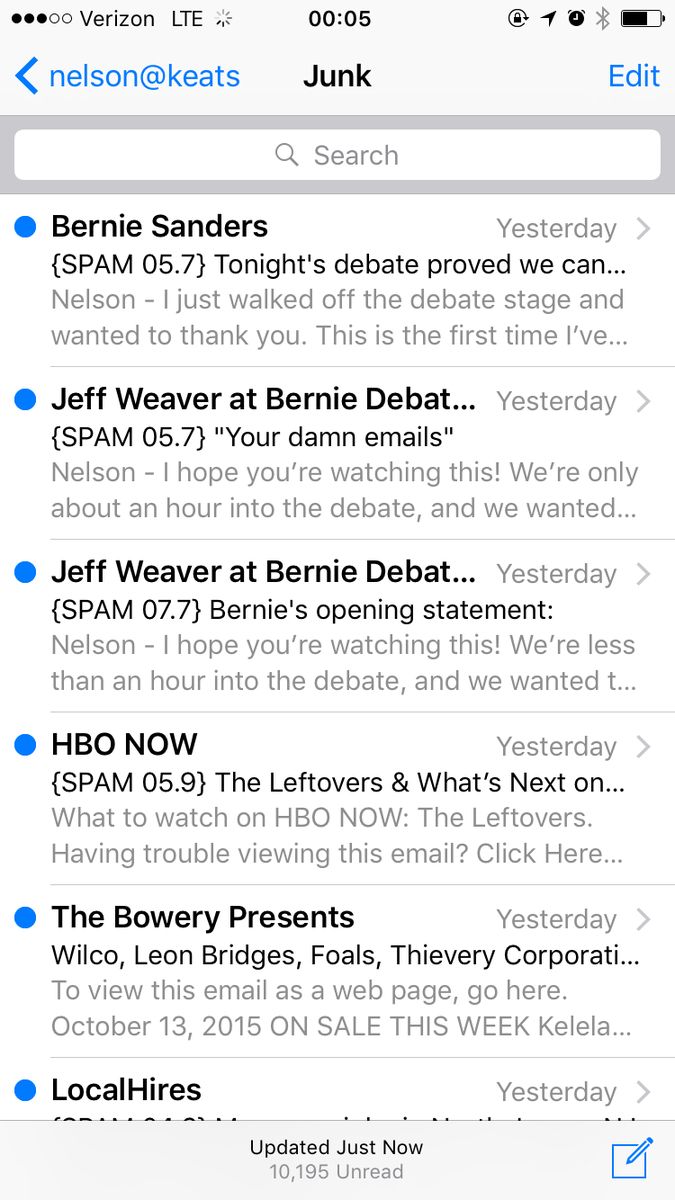 Verizon LTE 00:05
nelson@keats Junk Edit
Search
Bernie Sanders Yesterday
{SPAM 05.7} Tonight's debate proved we can...
Nelson - I just walked off the debate stage and
wanted to thank you. This is the first time I’ve...
Jeff Weaver at Bernie Debat... Yesterday
{SPAM 05.7} "Your damn emails"
Nelson - I hope you’re watching this! We’re only
about an hour into the debate, and we wanted...
Jeff Weaver at Bernie Debat... Yesterday
{SPAM 07.7} Bernie's opening statement:
Nelson - I hope you’re watching this! We’re less
than an hour into the debate, and we wanted t...
HBO NOW Yesterday
{SPAM 05.9} The Leftovers & What’s Next on...
What to watch on HBO NOW: The Leftovers.
Having trouble viewing this email? Click Here...
The Bowery Presents Yesterday
Wilco, Leon Bridges, Foals, Thievery Corporati...
To view this email as a web page, go here.
October 13, 2015 ON SALE THIS WEEK Kelela...
LocalHires Yesterday
Updated Just Now
10,195 Unread